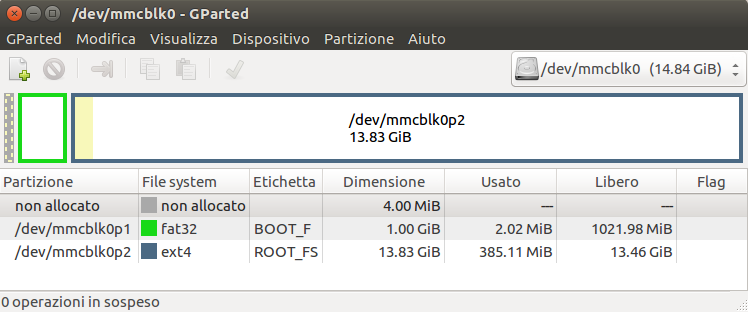 /dev/mmcblk0 - GParted
GParted Modifica Visualizza Dispositivo Partizione Aiuto
/dev/mmcblk0 (14.84 GiB)
/dev/mmcblk0p2
13.83 GiB
Partizione File system Etichetta Dimensione Usato Libero Flag
non allocato non allocato 4.00 MiB --- ---
/dev/mmcblk0p1 fat32 BOOT_F 1.00 GiB 2.02 MiB 1021.98 MiB
/dev/mmcblk0p2 ext4 ROOT_FS 13.83 GiB 385.11 MiB 13.46 GiB
0 operazioni in sospeso